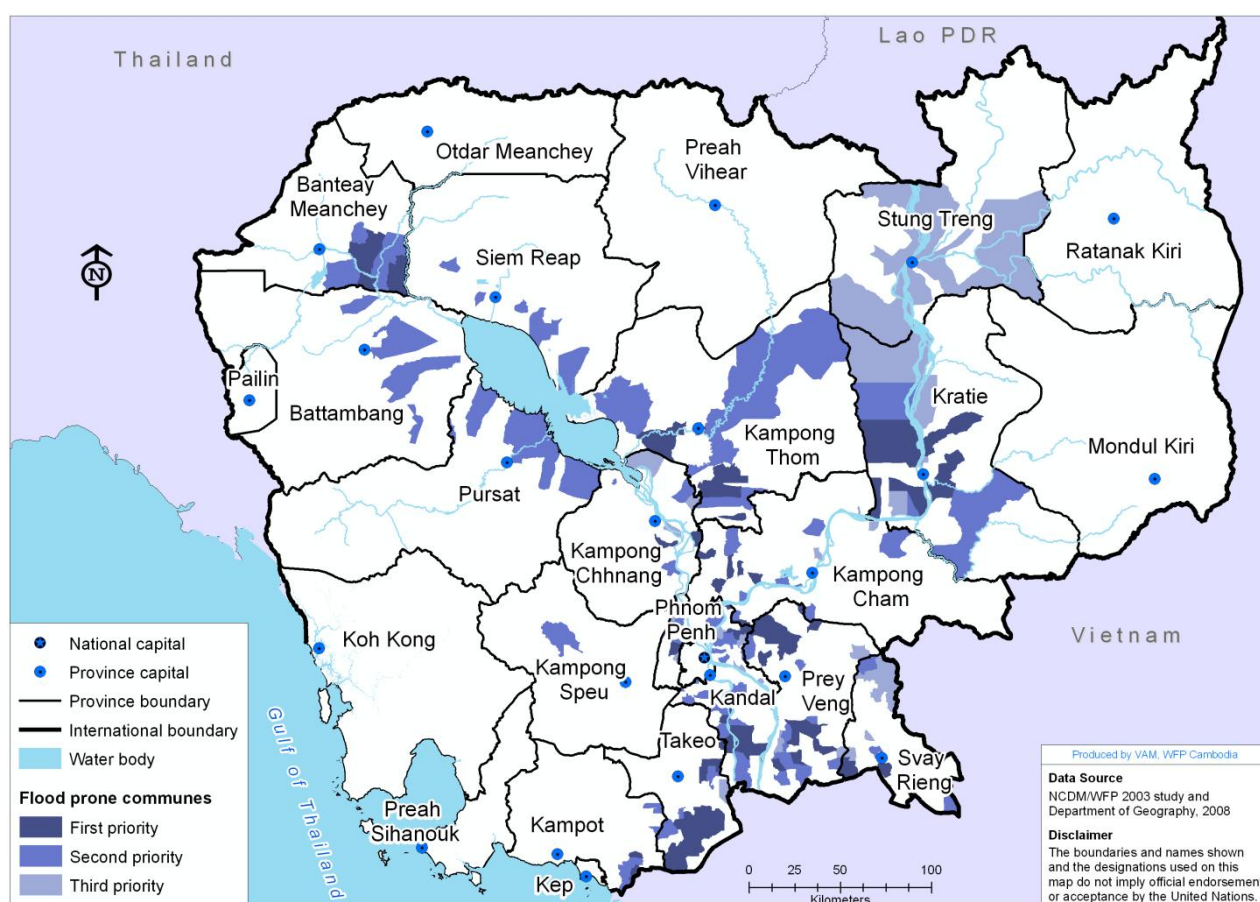 Thailand
Lao PDR
Otdar Meanchey
Preah
Vihear
Banteay
Meanchey
Stung Treng
Siem Reap
Ratanak Kiri
N
Pailin
Battambang
Kratie
Kampong
Thom
Mondul Kiri
Pursat
Kampong
Chhnang
Kampong
Cham
Phnom
Penh
Vietnam
Koh Kong
Kampong
Speu
Prey
Veng
Kandal
Takeo
Svay
Rieng
Gulf of Thailand
Preah
Sihanouk
Kampot
Kep
National capital
Province capital
Province boundary
International boundary
Water body
Flood prone communes
First priority
Second priority
Third priority
0 20 40 60 80 100
Kilometers
Produced by VAM, WFP Cambodia
Data Source
NCDM/WFP 2003 study and
Department of Geography, 2008
Disclaimer
The boundaries and names shown
and the designations used on this
map do not imply official endorsemen
or acceptance by the United Nations.